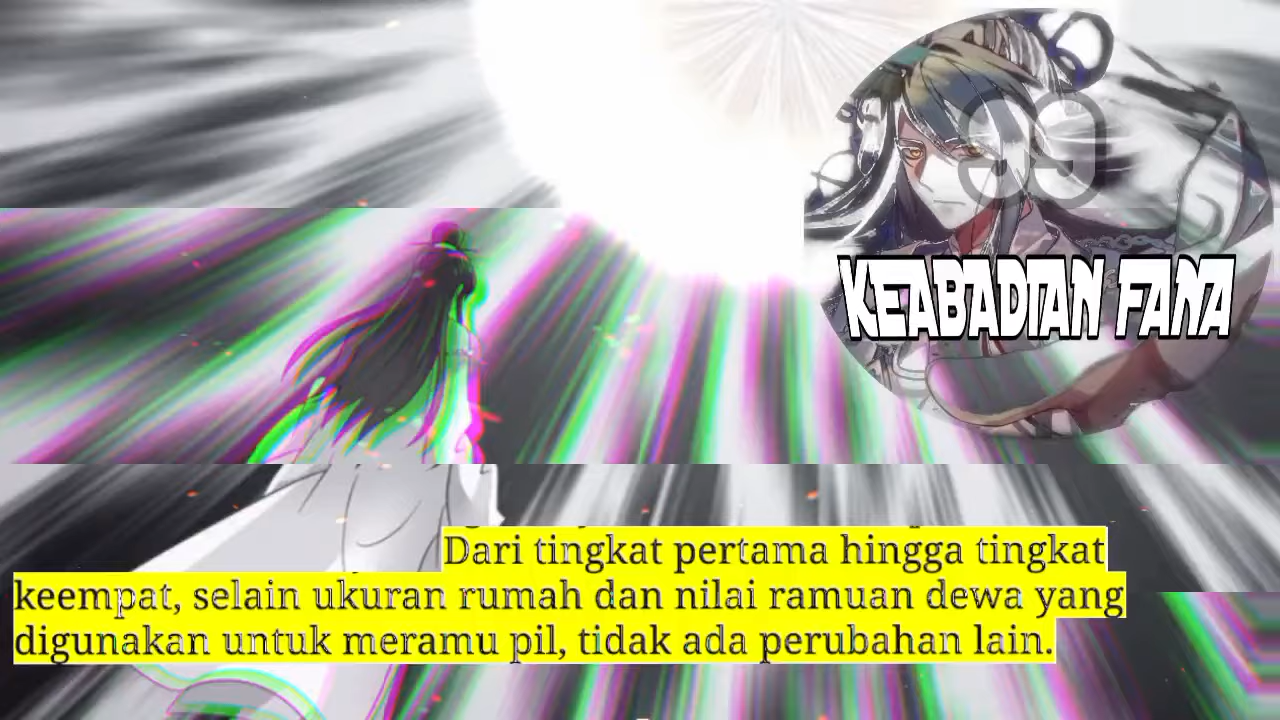 99
KEABADIAN FANA
Dari tingkat pertama hingga tingkat
keempat, selain ukuran rumah dan nilai ramuan dewa yang
digunakan untuk meramu pil, tidak ada perubahan lain.